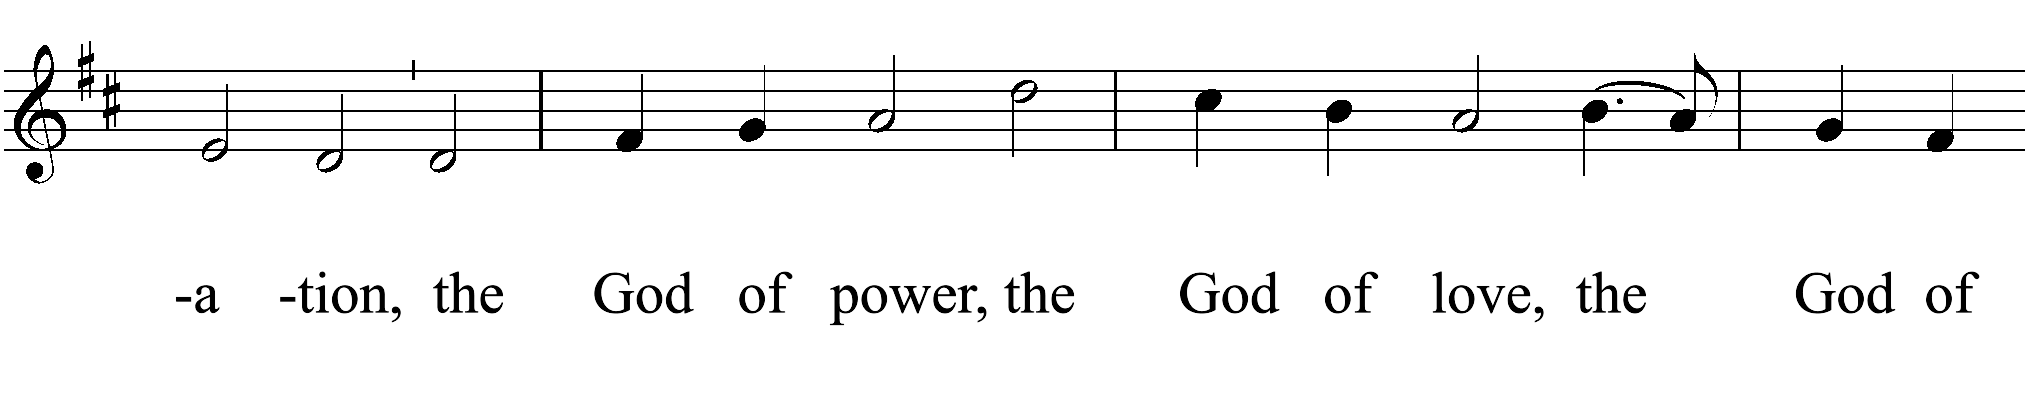 -a -tion, the God of power, the God of love, the God of